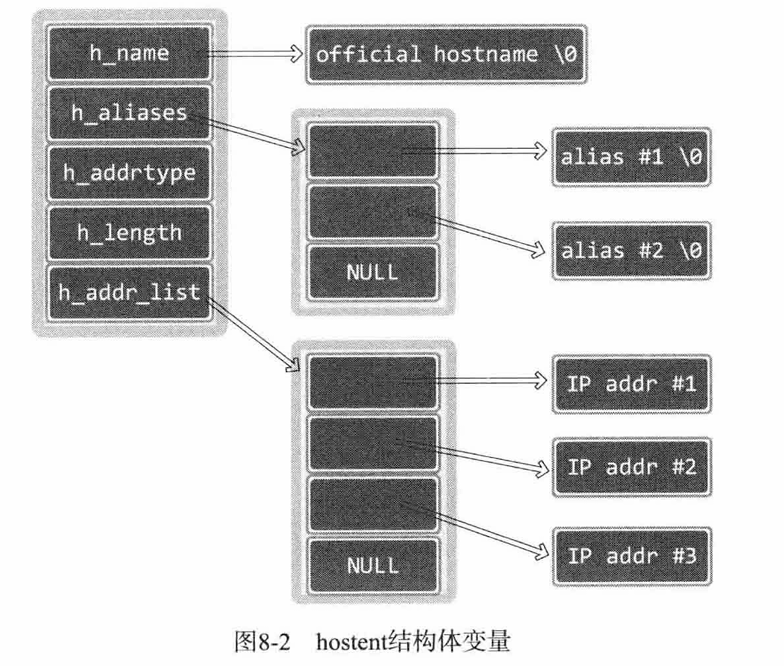 h_name
official hostname \0
h_aliases
h_addrtype
h_length
h_addr_list
alias #1 \0
alias #2 \0
NULL
IP addr #1
IP addr #2
IP addr #3
NULL
图8-2 hostent结构体变量